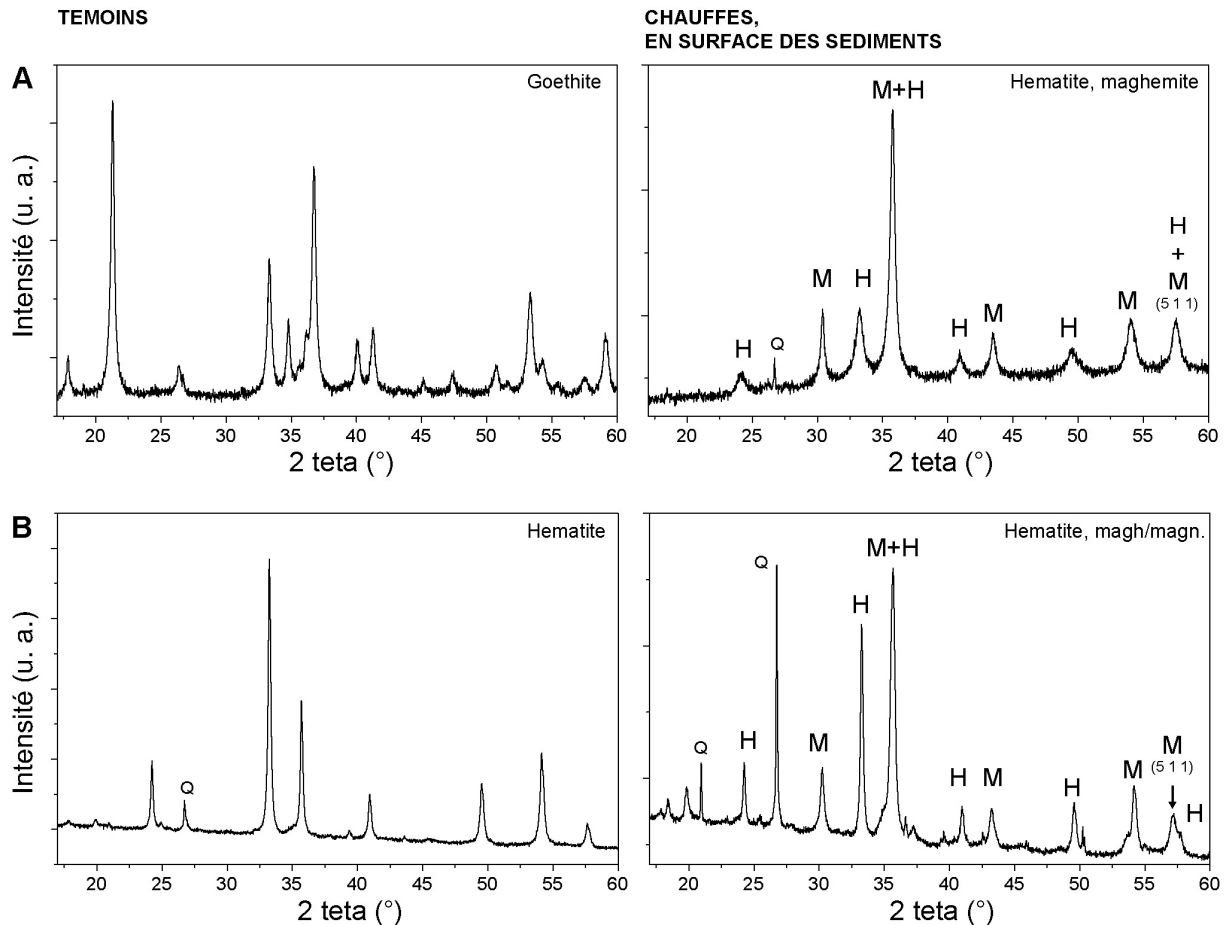 TEMOINS
CHAUFFES,
EN SURFACE DES SEDIMENTS
A
Goethite
Intensité (u. a.)
20 25 30 35 40 45 50 55 60
2 teta (°)
Hematite, maghemite
M+H
H
+
M
(5 1 1)
M
H
M
H
M
H
H
Q
20 25 30 35 40 45 50 55 60
2 teta (°)
B
Hematite
Intensité (u. a.)
Q
20 25 30 35 40 45 50 55 60
2 teta (°)
Hematite, magh/magn.
M+H
Q
H
Q
H
M
H
M
H
M
M
(5 1 1)
H
20 25 30 35 40 45 50 55 60
2 teta (°)